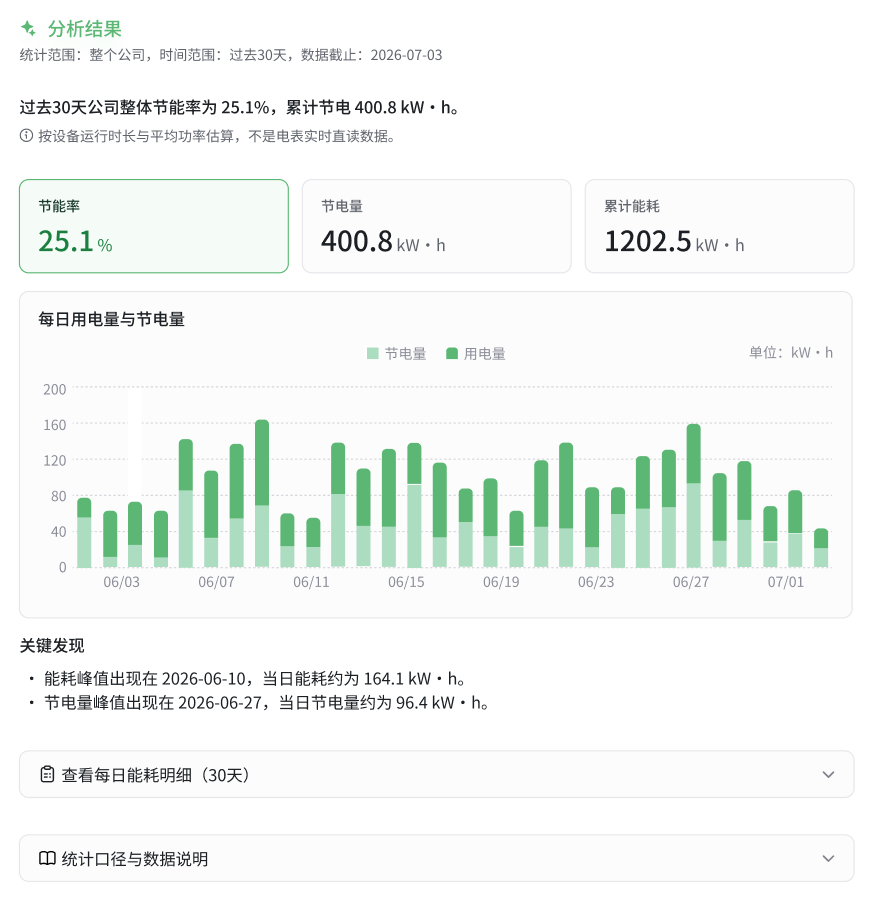 分析结果
统计范围：整个公司，时间范围：过去30天，数据截止：2026-07-03
过去30天公司整体节能率为 25.1%，累计节电 400.8 kW·h。
按设备运行时长与平均功率估算，不是电表实时直读数据。
节能率
25.1 %
节电量
400.8 kW·h
累计能耗
1202.5 kW·h
每日用电量与节电量
节电量 用电量
单位：kW·h
200
160
120
80
40
0
06/03 06/07 06/11 06/15 06/19 06/23 06/27 07/01
关键发现
· 能耗峰值出现在 2026-06-10，当日能耗约为 164.1 kW·h。
· 节电量峰值出现在 2026-06-27，当日节电量约为 96.4 kW·h。
查看每日能耗明细（30天）
统计口径与数据说明